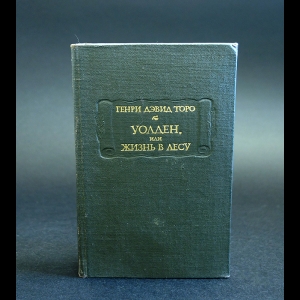 ГЕНРИ ДЭВИД ТОРО
УОЛДЕН,
ИЛИ
ЖИЗНЬ В ЛЕСУ